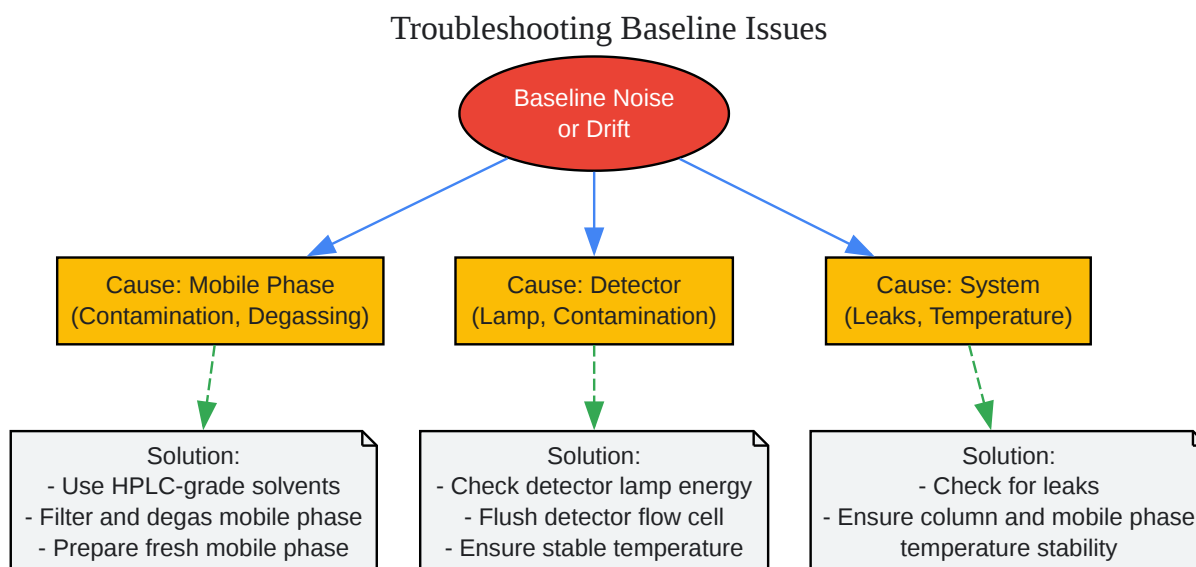 Troubleshooting Baseline Issues
Baseline Noise
or Drift
Cause: Mobile Phase
(Contamination, Degassing)
Cause: Detector
(Lamp, Contamination)
Cause: System
(Leaks, Temperature)
Solution:
- Use HPLC-grade solvents
- Filter and degas mobile phase
- Prepare fresh mobile phase
Solution:
- Check detector lamp energy
- Flush detector flow cell
- Ensure stable temperature
Solution:
- Check for leaks
- Ensure column and mobile phase
temperature stability